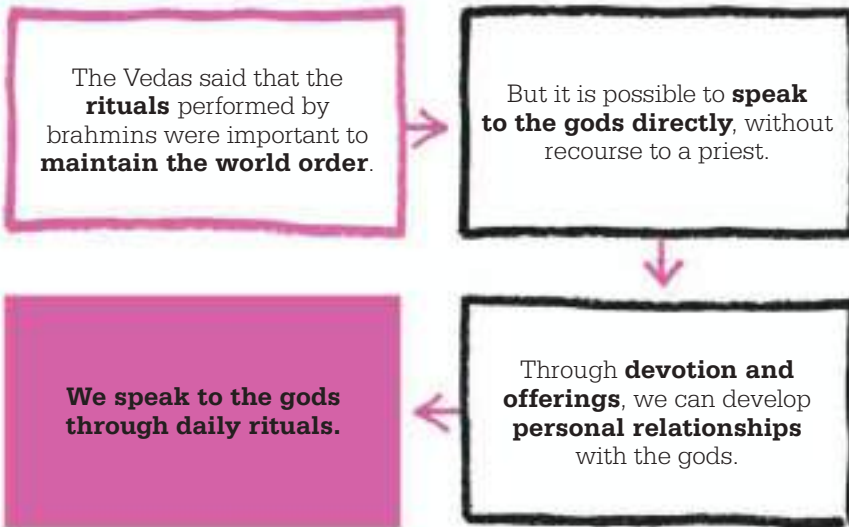 The Vedas said that the
rituals performed by
brahmins were important to
maintain the world order.
But it is possible to speak
to the gods directly, without
recourse to a priest.
Through devotion and
offerings, we can develop
personal relationships
with the gods.
We speak to the gods
through daily rituals.